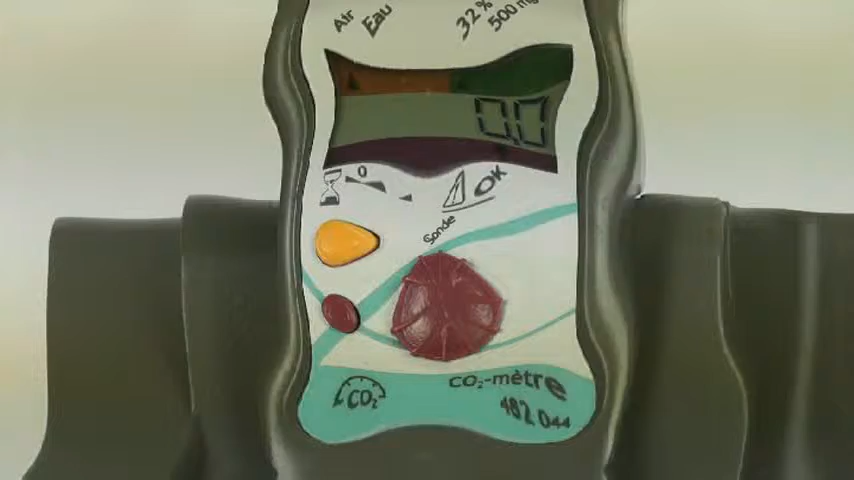 Air 32%
Eau 500 mg
0,0
0 OK
Sonde
CO₂ CO₂-mètre
482 044